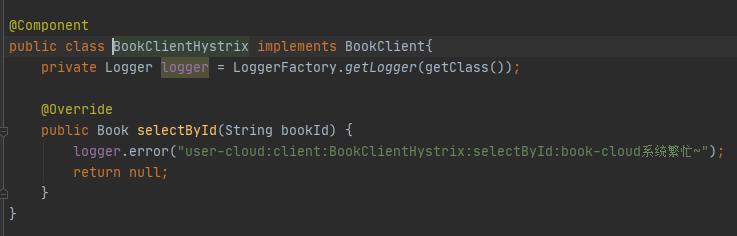 @Component
public class BookClientHystrix implements BookClient{
private Logger logger = LoggerFactory.getLogger(getClass());
@Override
public Book selectById(String bookId) {
logger.error("user-cloud:client:BookClientHystrix:selectById:book-cloud系统繁忙~");
return null;
}
}